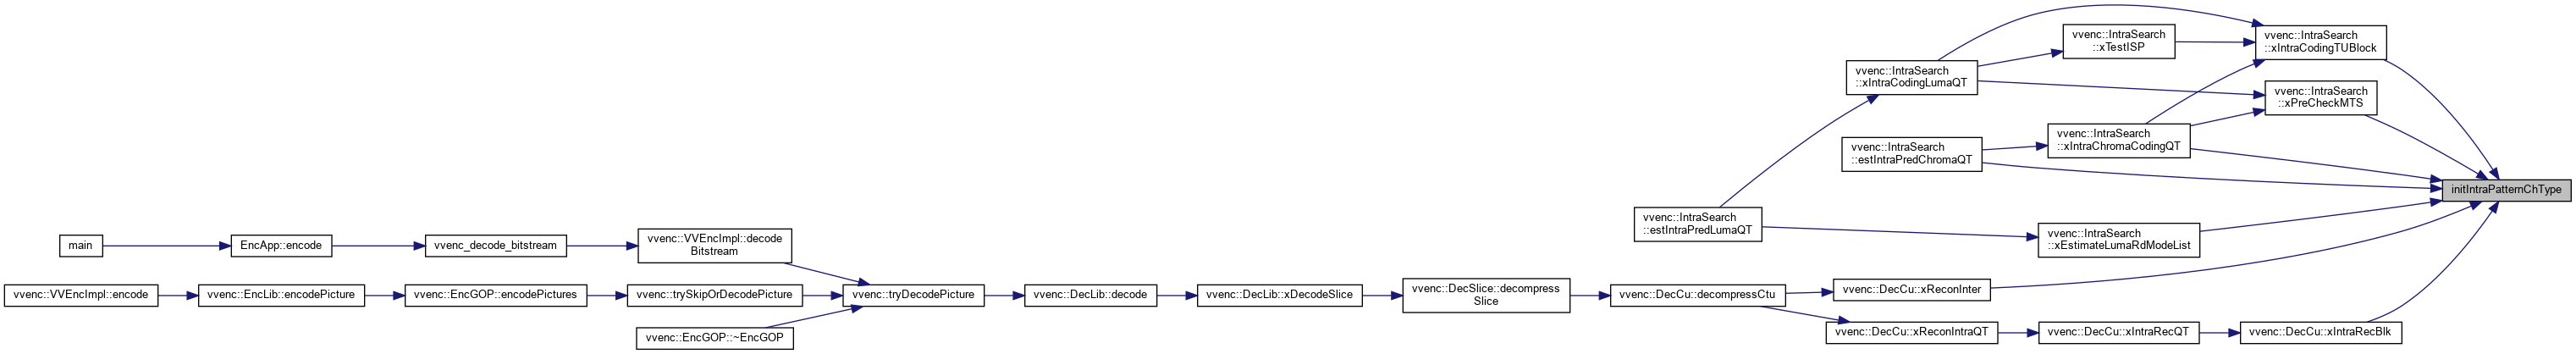 vvenc::IntraSearch
::xIntraCodingTUBlock
vvenc::IntraSearch
::xTestISP
vvenc::IntraSearch
::xIntraCodingLumaQT
vvenc::IntraSearch
::xPreCheckMTS
vvenc::IntraSearch
::xIntraChromaCodingQT
vvenc::IntraSearch
::estIntraPredChromaQT
initIntraPatternChType
vvenc::IntraSearch
::estIntraPredLumaQT
vvenc::IntraSearch
::xEstimateLumaRdModeList
main
EncApp::encode
vvenc_decode_bitstream
vvenc::VVEncImpl::decode
Bitstream
vvenc::VVEncImpl::encode
vvenc::EncLib::encodePicture
vvenc::EncGOP::encodePictures
vvenc::trySkipOrDecodePicture
vvenc::tryDecodePicture
vvenc::DecLib::decode
vvenc::DecLib::xDecodeSlice
vvenc::DecSlice::decompress
Slice
vvenc::DecCu::decompressCtu
vvenc::DecCu::xReconInter
vvenc::EncGOP::~EncGOP
vvenc::DecCu::xReconIntraQT
vvenc::DecCu::xIntraRecQT
vvenc::DecCu::xIntraRecBlk